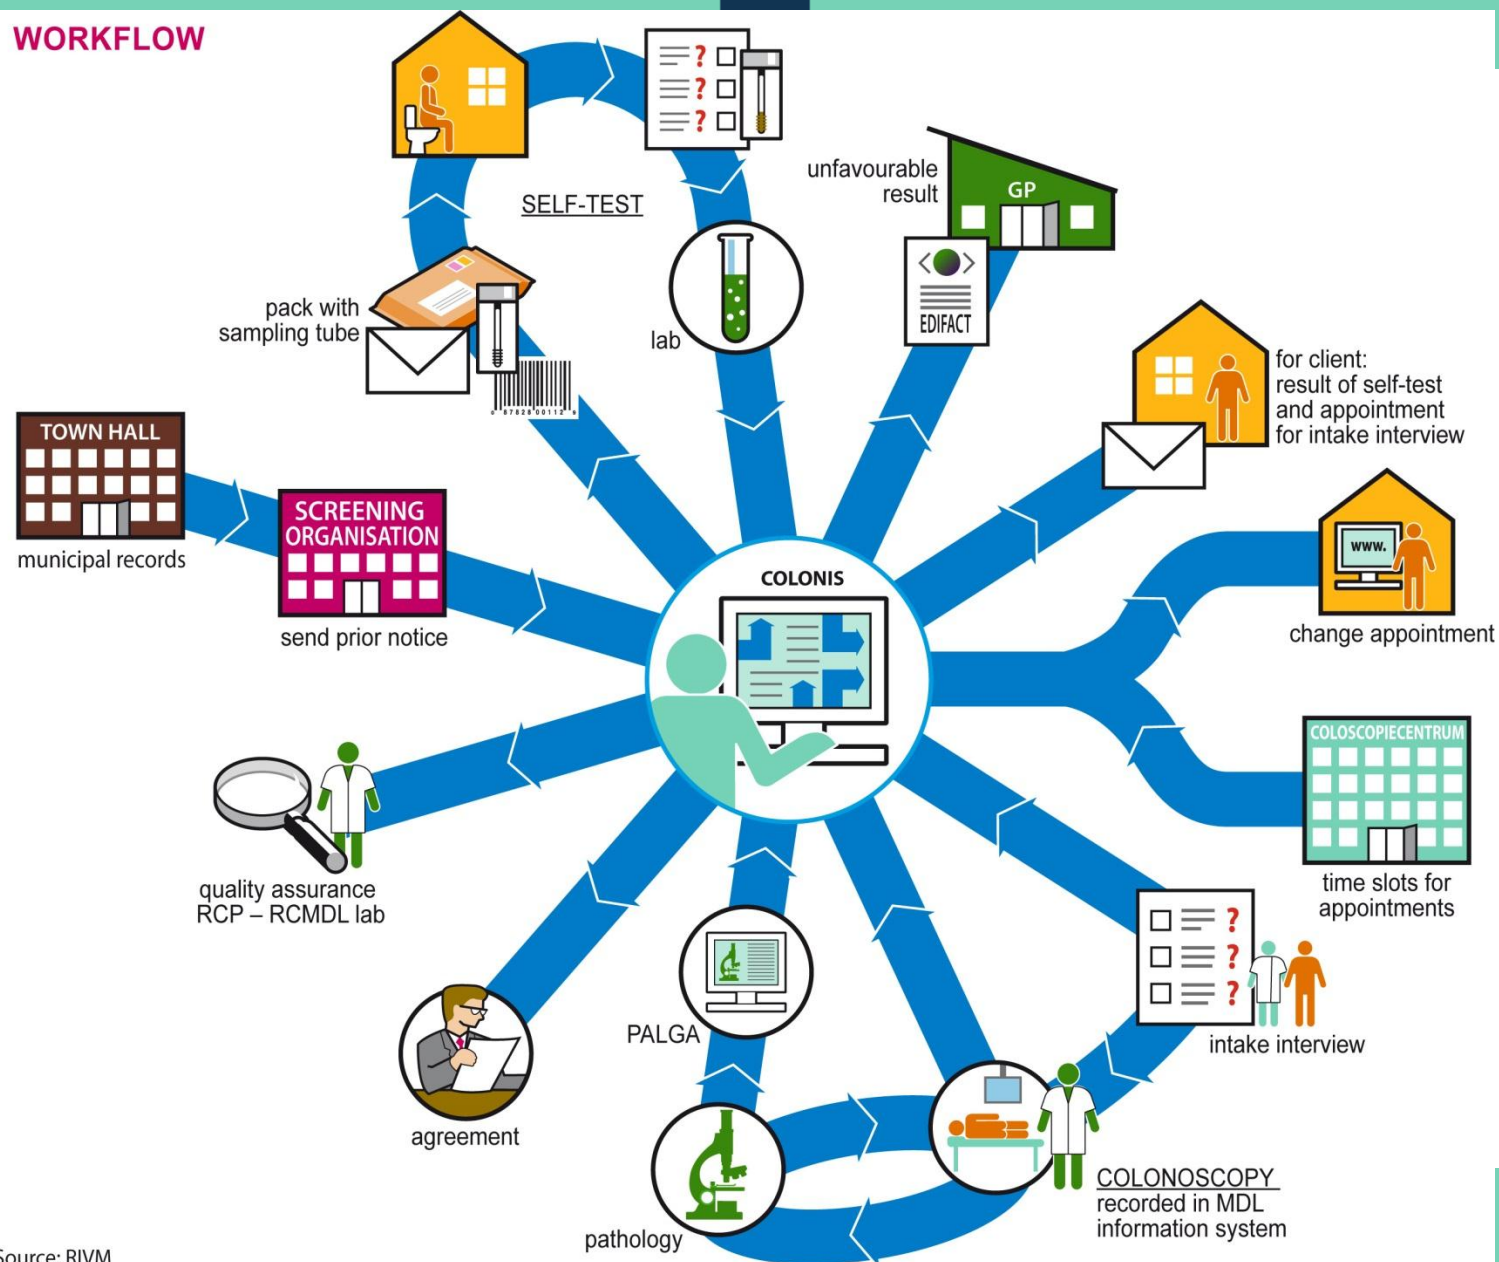 WORKFLOW
SELF-TEST
unfavourable
result
GP
EDIFACT
pack with
sampling tube
lab
for client:
result of self-test
and appointment
for intake interview
TOWN HALL
municipal records
SCREENING
ORGANISATION
send prior notice
COLONIS
www.
change appointment
COLOSCOPIECENTRUM
time slots for
appointments
quality assurance
RCP – RCMDL lab
PALGA
intake interview
agreement
COLONOSCOPY
recorded in MDL
information system
pathology
Source: RIVM